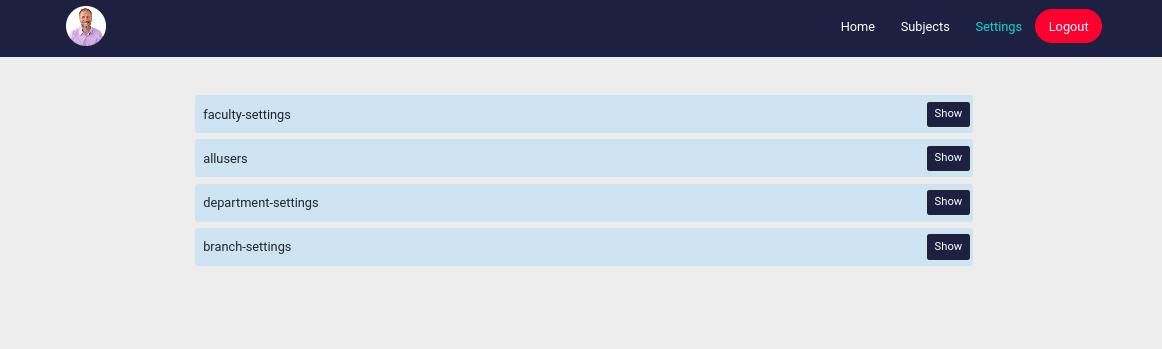 Home Subjects Settings Logout
faculty-settings Show
allusers Show
department-settings Show
branch-settings Show